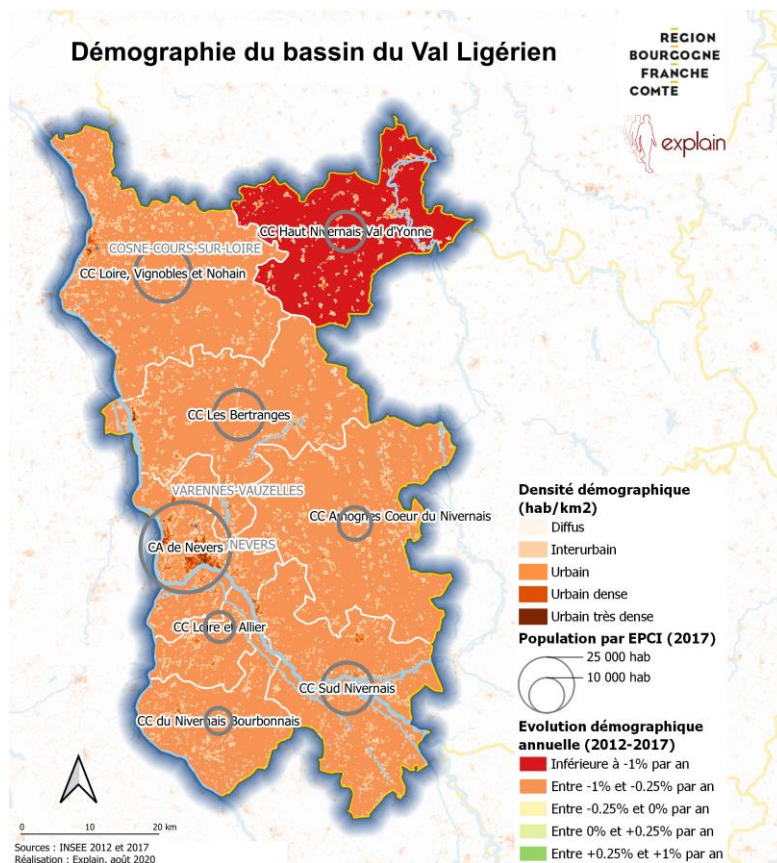 Démographie du bassin du Val Ligérien
REGION
BOURGOGNE
FRANCHE
COMTE
explain
CC Haut Nivernais-Val d'Yonne
COSNE-COURS-SUR-LOIRE
CC Loire, Vignobles et Nohain
CC Les Bertranges
VARENNES-VAUZELLES
CC Amognes Coeur du Nivernais
CA de Nevers
NEVERS
CC Loire et Allier
CC Sud Nivernais
CC du Nivernais Bourbonnais
Densité démographique
(hab/km2)
Diffus
Interurbain
Urbain
Urbain dense
Urbain très dense
Population par EPCI (2017)
25 000 hab
10 000 hab
Evolution démographique
annuelle (2012-2017)
Inférieure à -1% par an
Entre -1% et -0.25% par an
Entre -0.25% et 0% par an
Entre 0% et +0.25% par an
Entre +0.25% et +1% par an
0 10 20 km
Sources : INSEE 2012 et 2017
Réalisation : Explain, août 2020